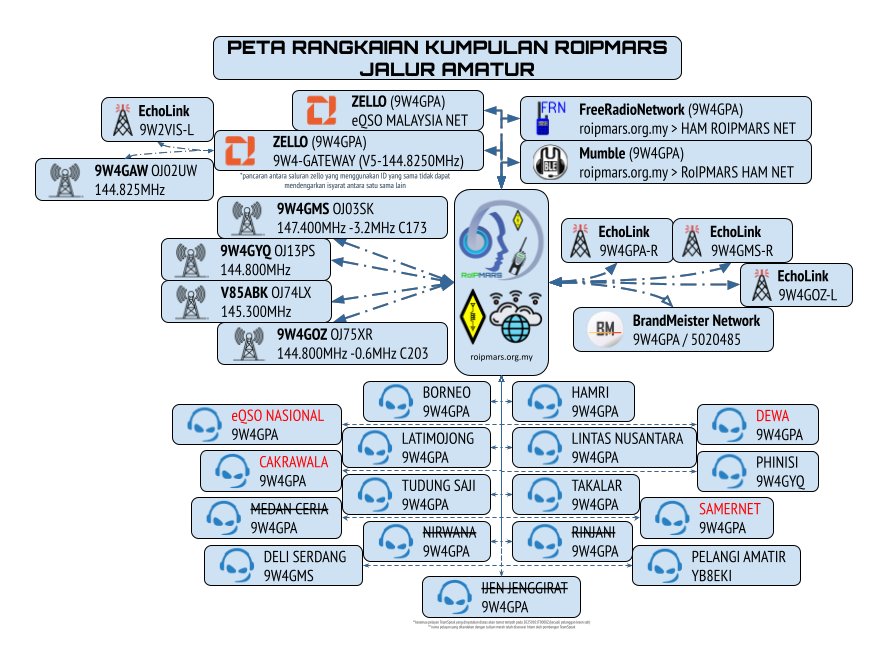 PETA RANGKAIAN KUMPULAN ROIPMARS
JALUR AMATUR
ZELLO (9W4GPA)
eQSO MALAYSIA NET
FRN
FreeRadioNetwork (9W4GPA)
roipmars.org.my > HAM ROIPMARS NET
EchoLink
9W2VIS-L
ZELLO (9W4GPA)
9W4-GATEWAY (V5-144.8250MHz)
BLE
Mumble (9W4GPA)
roipmars.org.my > RoIPMARS HAM NET
9W4GAW OJ02UW
144.825MHz
*pancaran antara saluran zello yang menggunakan ID yang sama tidak dapat
mendengarkan isyarat antara satu sama lain
9W4GMS OJ03SK
147.400MHz -3.2MHz C173
9W4GYQ OJ13PS
144.800MHz
V85ABK OJ74LX
145.300MHz
9W4GOZ OJ75XR
144.800MHz -0.6MHz C203
RoIPMARS
roipmars.org.my
EchoLink
9W4GPA-R
EchoLink
9W4GMS-R
EchoLink
9W4GOZ-L
BM
BrandMeister Network
9W4GPA / 5020485
BORNEO
9W4GPA
HAMRI
9W4GPA
eQSO NASIONAL
9W4GPA
DEWA
9W4GPA
LATIMOJONG
9W4GPA
LINTAS NUSANTARA
9W4GPA
CAKRAWALA
9W4GPA
PHINISI
9W4GYQ
TUDUNG SAJI
9W4GPA
TAKALAR
9W4GPA
MEDAN CERIA
9W4GPA
SAMERNET
9W4GPA
NIRWANA
9W4GPA
RINJANI
9W4GPA
DELI SERDANG
9W4GMS
PELANGI AMATIR
YB8EKI
IJEN JENGGIRAT
9W4GPA